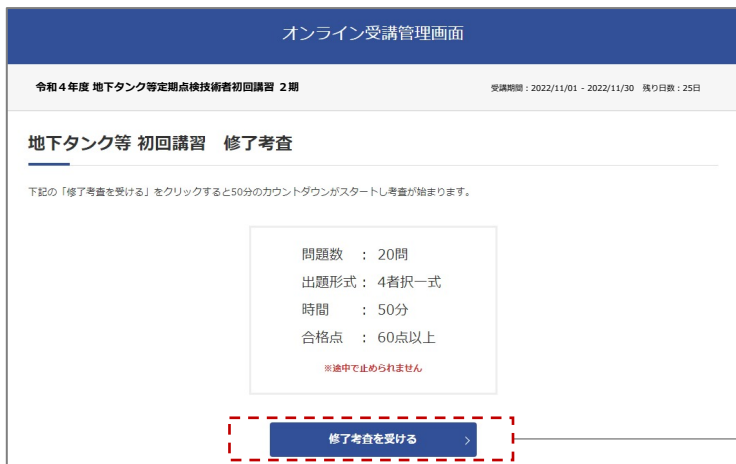 オンライン受講管理画面
令和４年度 地下タンク等定期点検技術者初回講習 ２期
受講期間：2022/11/01 - 2022/11/30 残り日数：25日
地下タンク等 初回講習　修了考査
下記の「修了考査を受ける」をクリックすると50分のカウントダウンがスタートし考査が始まります。
問題数　：　20問
出題形式：　4者択一式
時間　　：　50分
合格点　：　60点以上
※途中で止められません
修了考査を受ける